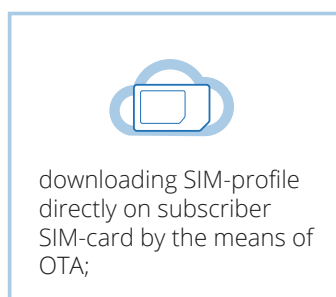 downloading SIM-profile
directly on subscriber
SIM-card by the means of
OTA;